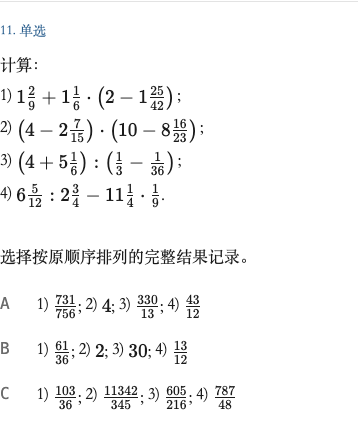 11. 单选
计算：
1) 1 2/9 + 1 1/6 · (2 − 1 25/42) ;
2) (4 − 2 7/15) · (10 − 8 16/23) ;
3) (4 + 5 1/6) : (1/3 − 1/36) ;
4) 6 5/12 : 2 3/4 − 11 1/4 · 1/9.
选择按原顺序排列的完整结果记录。
A 1) 731/756; 2) 4; 3) 330/13; 4) 43/12
B 1) 61/36; 2) 2; 3) 30; 4) 13/12
C 1) 103/36; 2) 11342/345; 3) 605/216; 4) 787/48